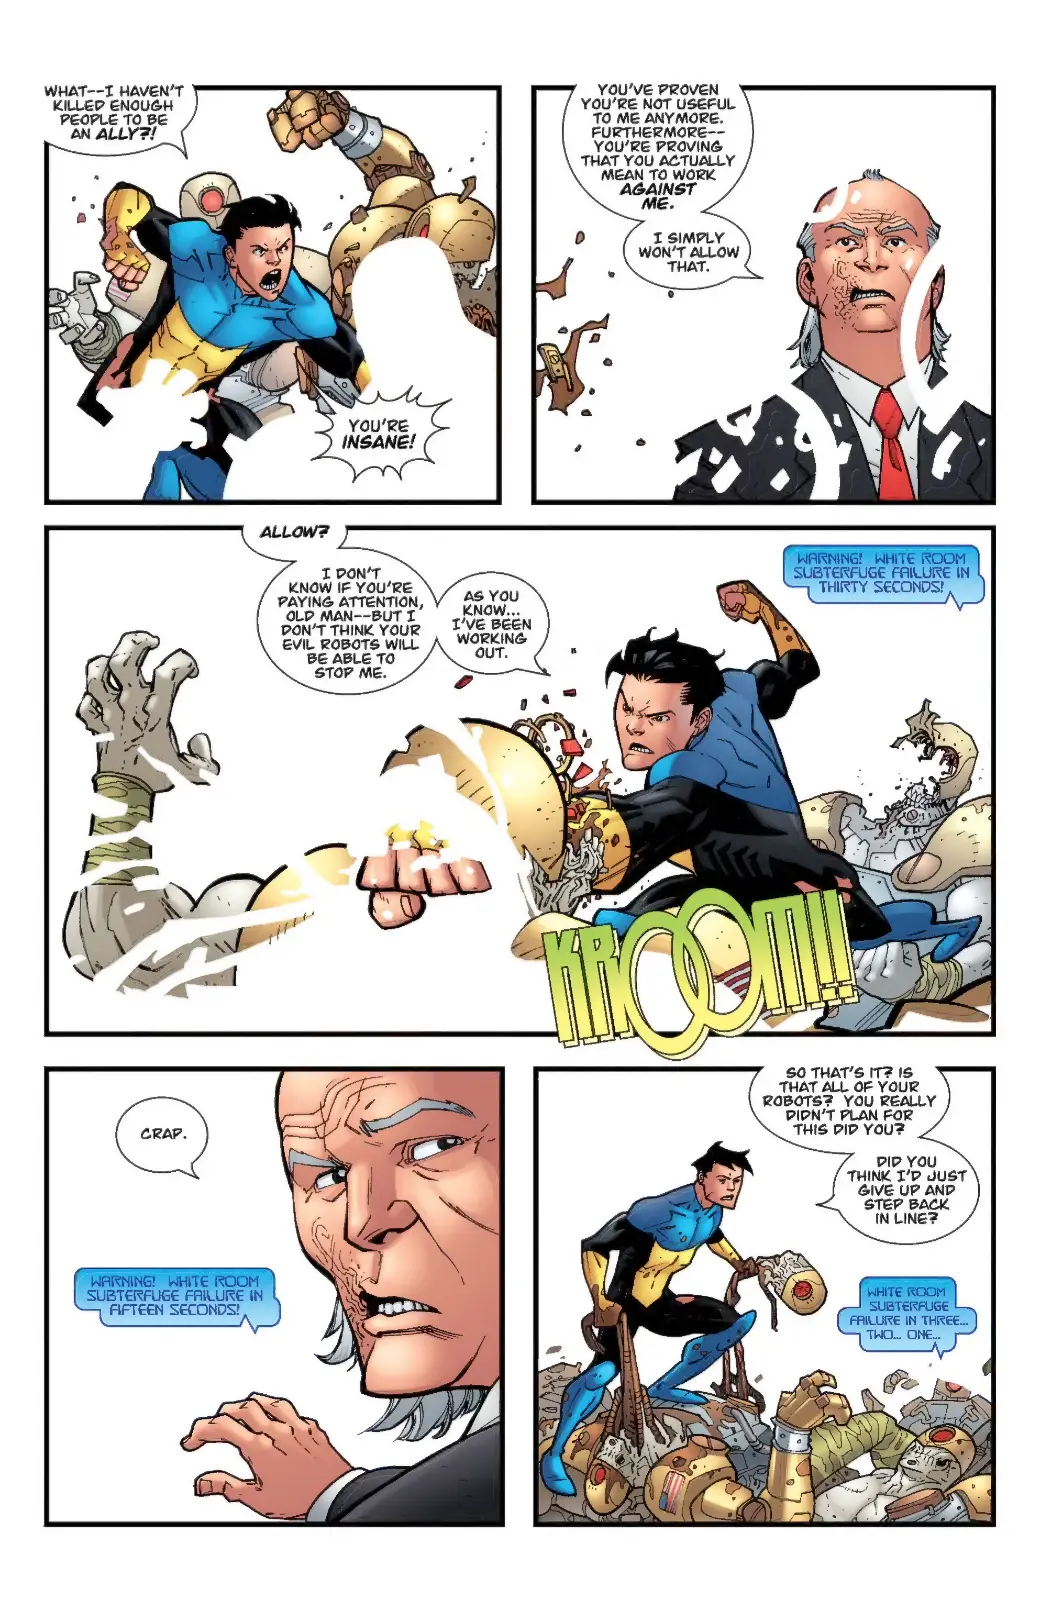 WHAT--I HAVEN'T
KILLED ENOUGH
PEOPLE TO BE
AN ALLY?!
YOU'RE
INSANE!
YOU'VE PROVEN
YOU'RE NOT USEFUL
TO ME ANYMORE.
FURTHERMORE--
YOU'RE PROVING
THAT YOU ACTUALLY
MEAN TO WORK
AGAINST
ME.
I SIMPLY
WON'T ALLOW
THAT.
ALLOW?
I DON'T
KNOW IF YOU'RE
PAYING ATTENTION,
OLD MAN--BUT I
DON'T THINK YOUR
EVIL ROBOTS WILL
BE ABLE TO
STOP ME.
AS YOU
KNOW...
I'VE BEEN
WORKING
OUT.
WARNING! WHITE ROOM
SUBTERFUGE FAILURE IN
THIRTY SECONDS!
KROOM!!
CRAP.
WARNING! WHITE ROOM
SUBTERFUGE FAILURE IN
FIFTEEN SECONDS!
SO THAT'S IT? IS
THAT ALL OF YOUR
ROBOTS? YOU REALLY
DIDN'T PLAN FOR
THIS DID YOU?
DID YOU
THINK I'D JUST
GIVE UP AND
STEP BACK
IN LINE?
WHITE ROOM
SUBTERFUGE
FAILURE IN THREE...
TWO... ONE...